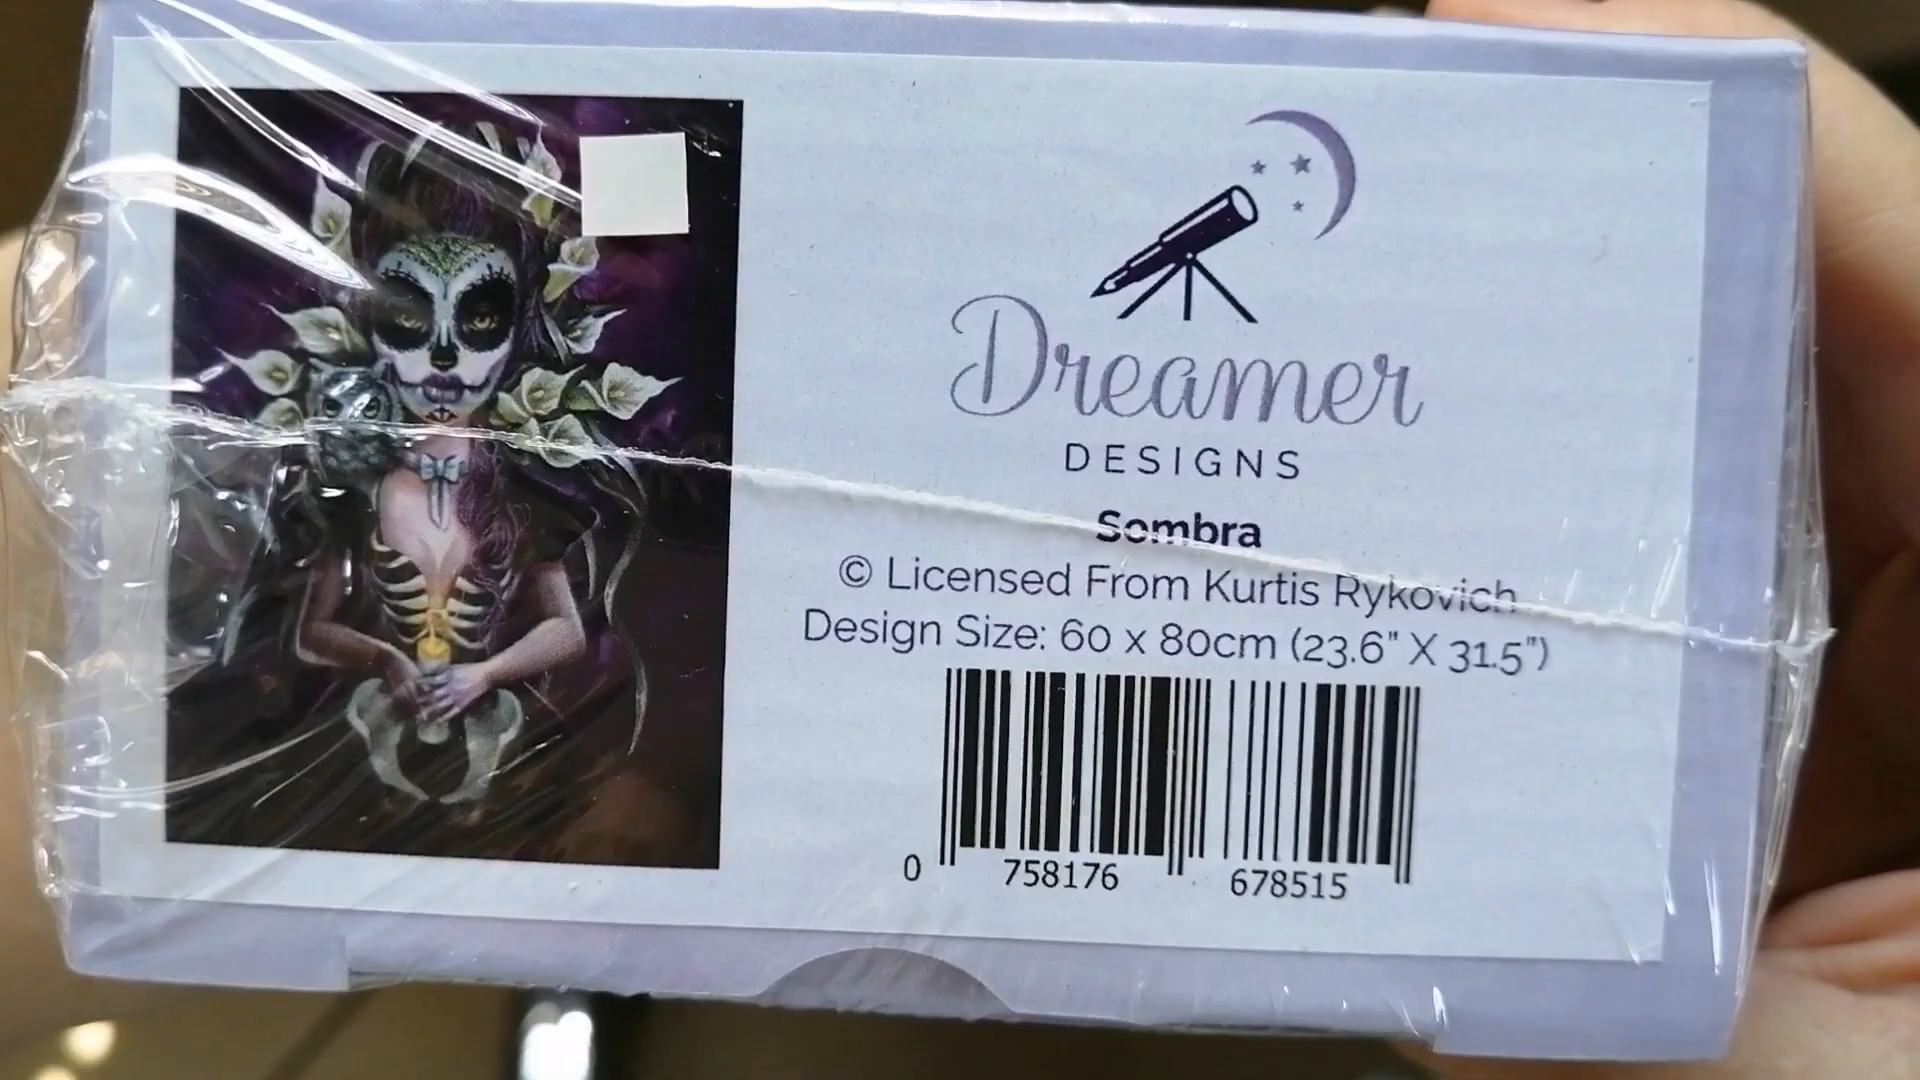 Dreamer
DESIGNS
Sombra
© Licensed From Kurtis Rykovich
Design Size: 60 x 80cm (23.6" X 31.5")
0 758176 678515